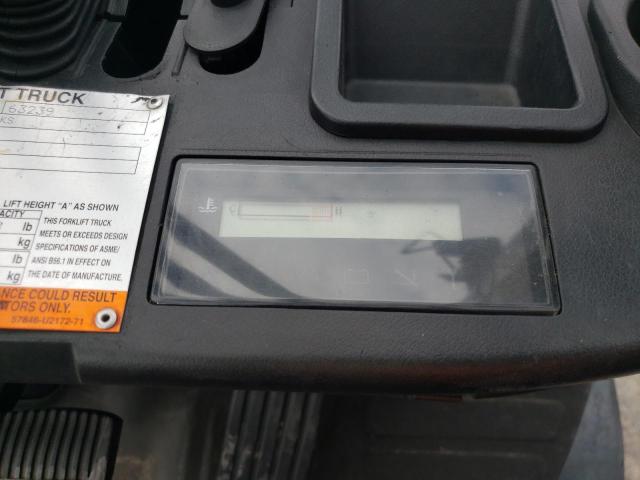 T TRUCK
63239
KS
LIFT HEIGHT "A" AS SHOWN
PACITY
THIS FORKLIFT TRUCK
lb
MEETS OR EXCEEDS DESIGN
kg
SPECIFICATIONS OF ASME/
lb
ANSI B56.1 IN EFFECT ON
kg
THE DATE OF MANUFACTURE.
NCE COULD RESULT
TORS ONLY.
57846-U2172-71
C H